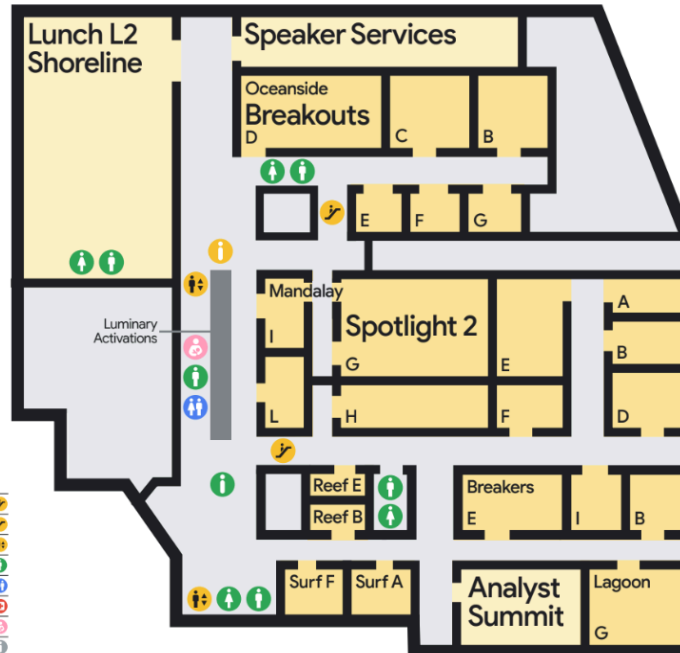 Lunch L2
Shoreline
Speaker Services
Oceanside
Breakouts
D
C
B
E
F
G
Mandalay
I
Spotlight 2
G
E
A
B
Luminary
Activations
L
H
F
D
Reef E
Reef B
Breakers
E
I
B
Surf F
Surf A
Analyst
Summit
Lagoon
G